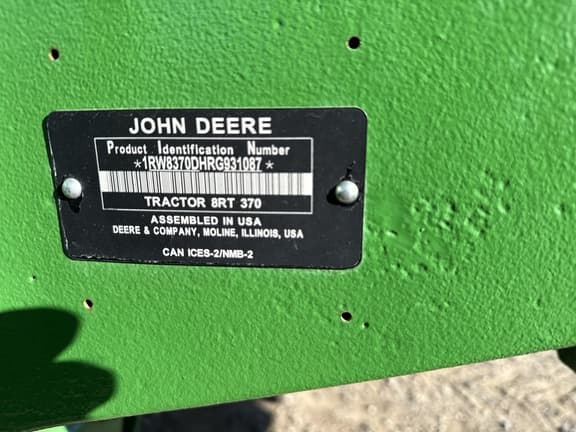 JOHN DEERE
Product Identification Number
*1RW8370DHRG931087*
TRACTOR 8RT 370
ASSEMBLED IN USA
DEERE & COMPANY, MOLINE, ILLINOIS, USA
CAN ICES-2/NMB-2